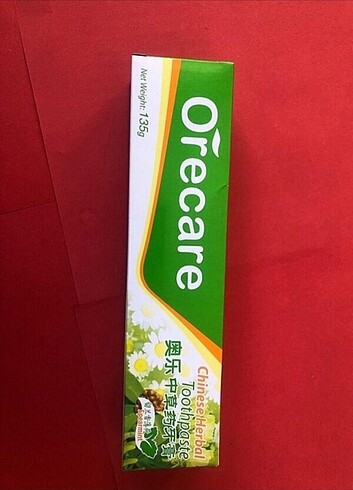 Orecare
Net Weight: 135g
Chinese Herbal
Toothpaste
奥乐中草药牙膏